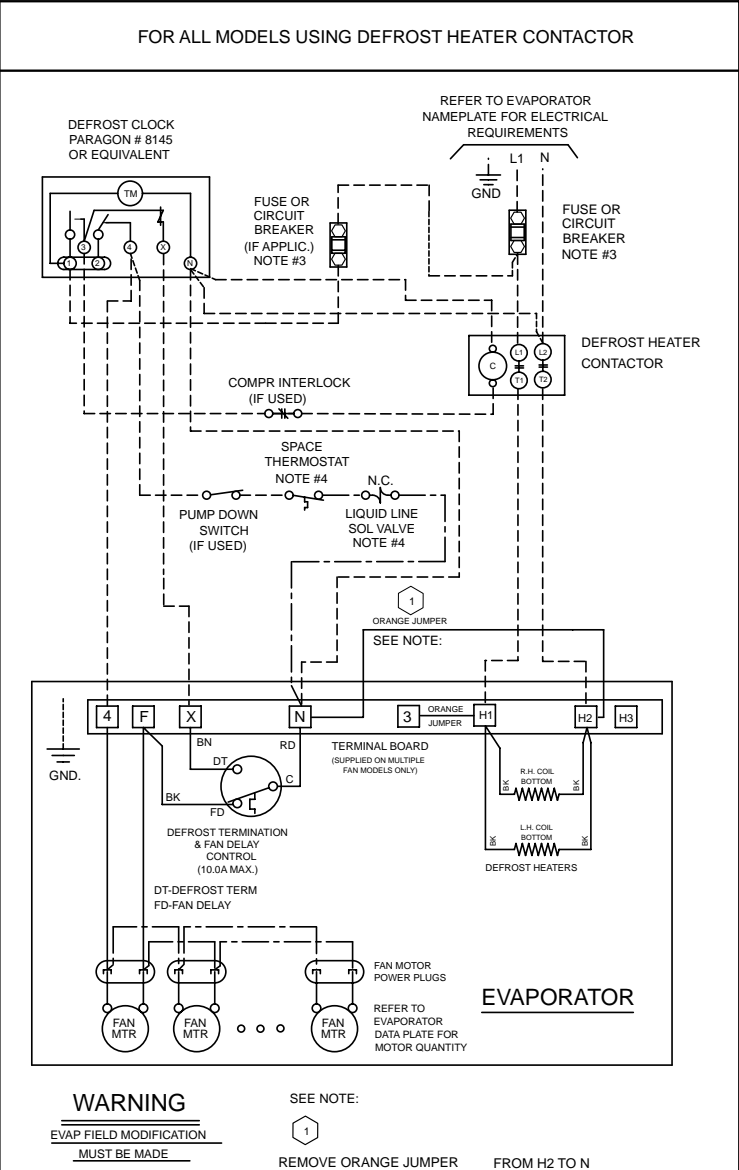 FOR ALL MODELS USING DEFROST HEATER CONTACTOR
REFER TO EVAPORATOR
NAMEPLATE FOR ELECTRICAL
REQUIREMENTS
L1 N
GND
DEFROST CLOCK
PARAGON # 8145
OR EQUIVALENT
TM
3
4
X
1
2
N
FUSE OR
CIRCUIT
BREAKER
(IF APPLIC.)
NOTE #3
FUSE OR
CIRCUIT
BREAKER
NOTE #3
DEFROST HEATER
CONTACTOR
C
L1
L2
T1
T2
COMPR INTERLOCK
(IF USED)
SPACE
THERMOSTAT
NOTE #4
N.C.
PUMP DOWN
SWITCH
(IF USED)
LIQUID LINE
SOL VALVE
NOTE #4
1
ORANGE JUMPER
SEE NOTE:
4
F
X
N
3
ORANGE
JUMPER
H1
H2
H3
GND.
BN
RD
TERMINAL BOARD
(SUPPLIED ON MULTIPLE
FAN MODELS ONLY)
DT
C
BK
FD
DEFROST TERMINATION
& FAN DELAY
CONTROL
(10.0A MAX.)
DT-DEFROST TERM
FD-FAN DELAY
R.H. COIL
BOTTOM
BK
BK
L.H. COIL
BOTTOM
BK
BK
DEFROST HEATERS
FAN MOTOR
POWER PLUGS
EVAPORATOR
FAN
MTR
FAN
MTR
FAN
MTR
REFER TO
EVAPORATOR
DATA PLATE FOR
MOTOR QUANTITY
WARNING
EVAP FIELD MODIFICATION
MUST BE MADE
SEE NOTE:
1
REMOVE ORANGE JUMPER FROM H2 TO N